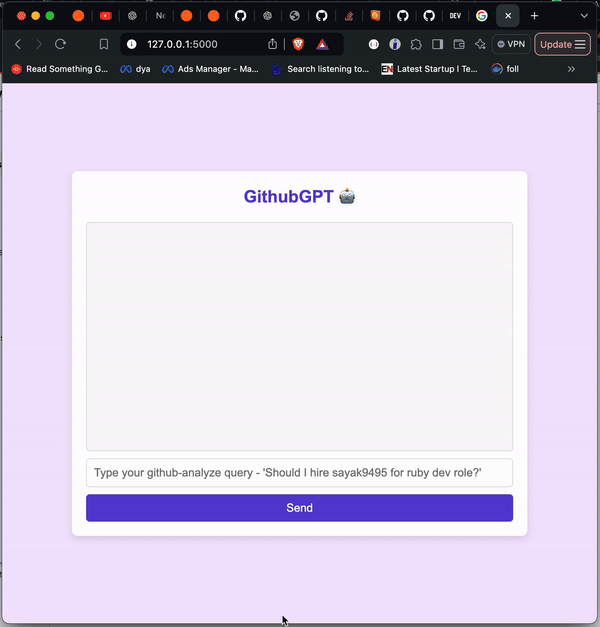 DEV
127.0.0.1:5000
VPN
Update
Read Something G...
dya
Ads Manager - Ma...
Search listening to...
EN
Latest Startup | Te...
foll
GithubGPT 🤖
Type your github-analyze query - 'Should I hire sayak9495 for ruby dev role?'
Send